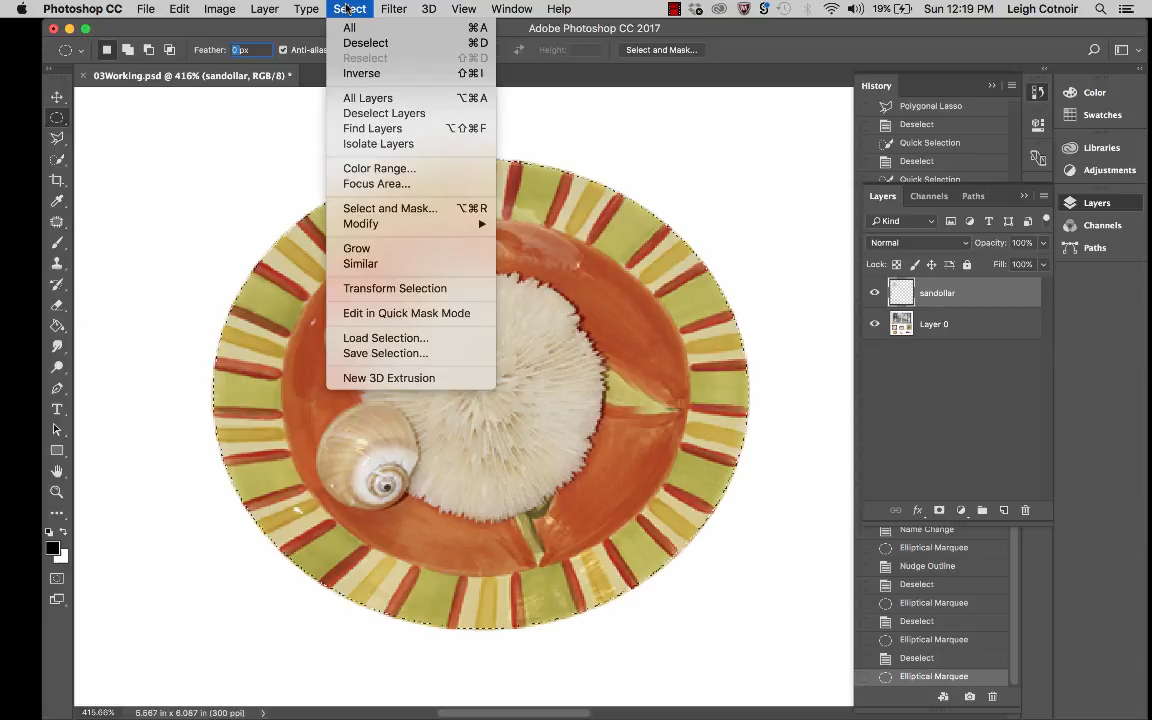 Photoshop CC File Edit Image Layer Type Select Filter 3D View Window Help 19% Sun 12:19 PM Leigh Cotnoir
Adobe Photoshop CC 2017
Feather: 0 px Anti-alias Height: Select and Mask...
× 03Working.psd @ 416% (sandollar, RGB/8) *
All ⌘A
Deselect ⌘D
Reselect ⇧⌘D
Inverse ⇧⌘I
All Layers ⌥⌘A
Deselect Layers
Find Layers ⌥⇧⌘F
Isolate Layers
Color Range...
Focus Area...
Select and Mask... ⌥⌘R
Modify ▶
Grow
Similar
Transform Selection
Edit in Quick Mask Mode
Load Selection...
Save Selection...
New 3D Extrusion
History
Polygonal Lasso
Deselect
Quick Selection
Deselect
Quick Selection
Layers Channels Paths
Kind
Normal Opacity: 100%
Lock: Fill: 100%
sandollar
Layer 0
fx
Name Change
Elliptical Marquee
Nudge Outline
Deselect
Elliptical Marquee
Deselect
Elliptical Marquee
Deselect
Elliptical Marquee
Color
Swatches
Libraries
Adjustments
Layers
Channels
Paths
415.66% 5.567 in x 6.087 in (300 ppi)